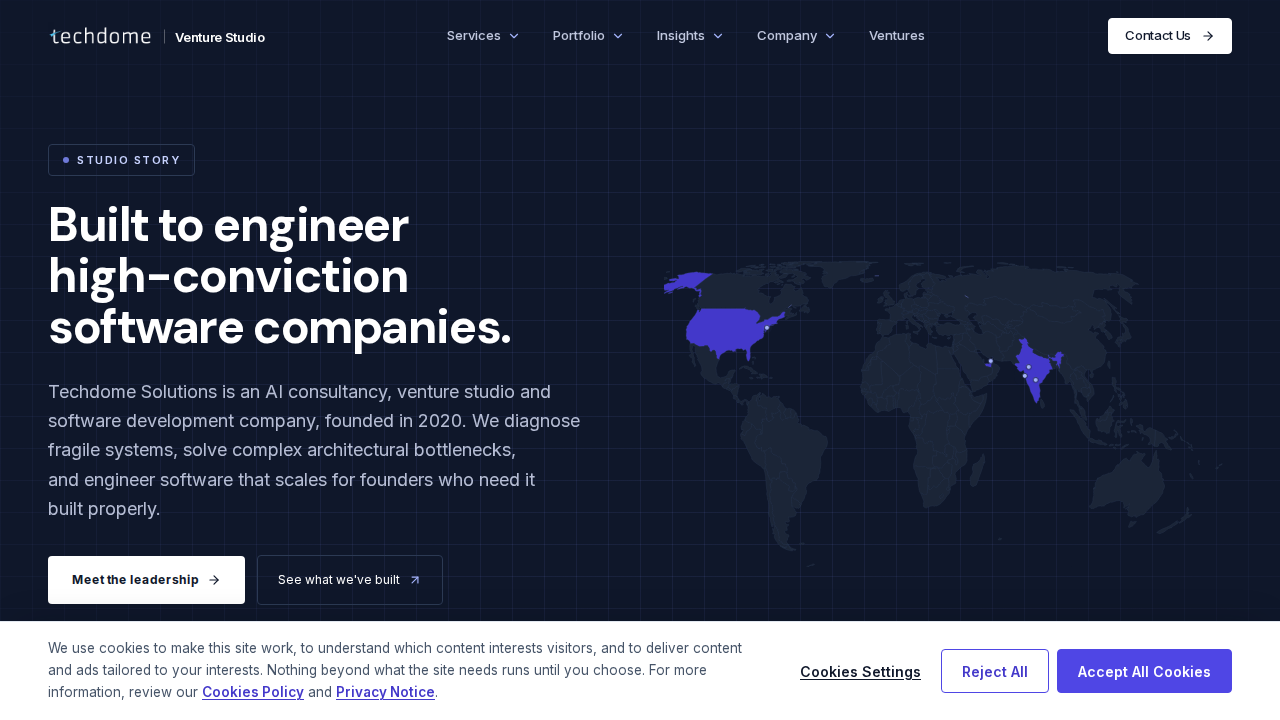 techdome | Venture Studio
Services
Portfolio
Insights
Company
Ventures
Contact Us
STUDIO STORY
Built to engineer
high-conviction
software companies.
Techdome Solutions is an AI consultancy, venture studio and
software development company, founded in 2020. We diagnose
fragile systems, solve complex architectural bottlenecks,
and engineer software that scales for founders who need it
built properly.
Meet the leadership
See what we've built
We use cookies to make this site work, to understand which content interests visitors, and to deliver content
and ads tailored to your interests. Nothing beyond what the site needs runs until you choose. For more
information, review our Cookies Policy and Privacy Notice.
Cookies Settings
Reject All
Accept All Cookies